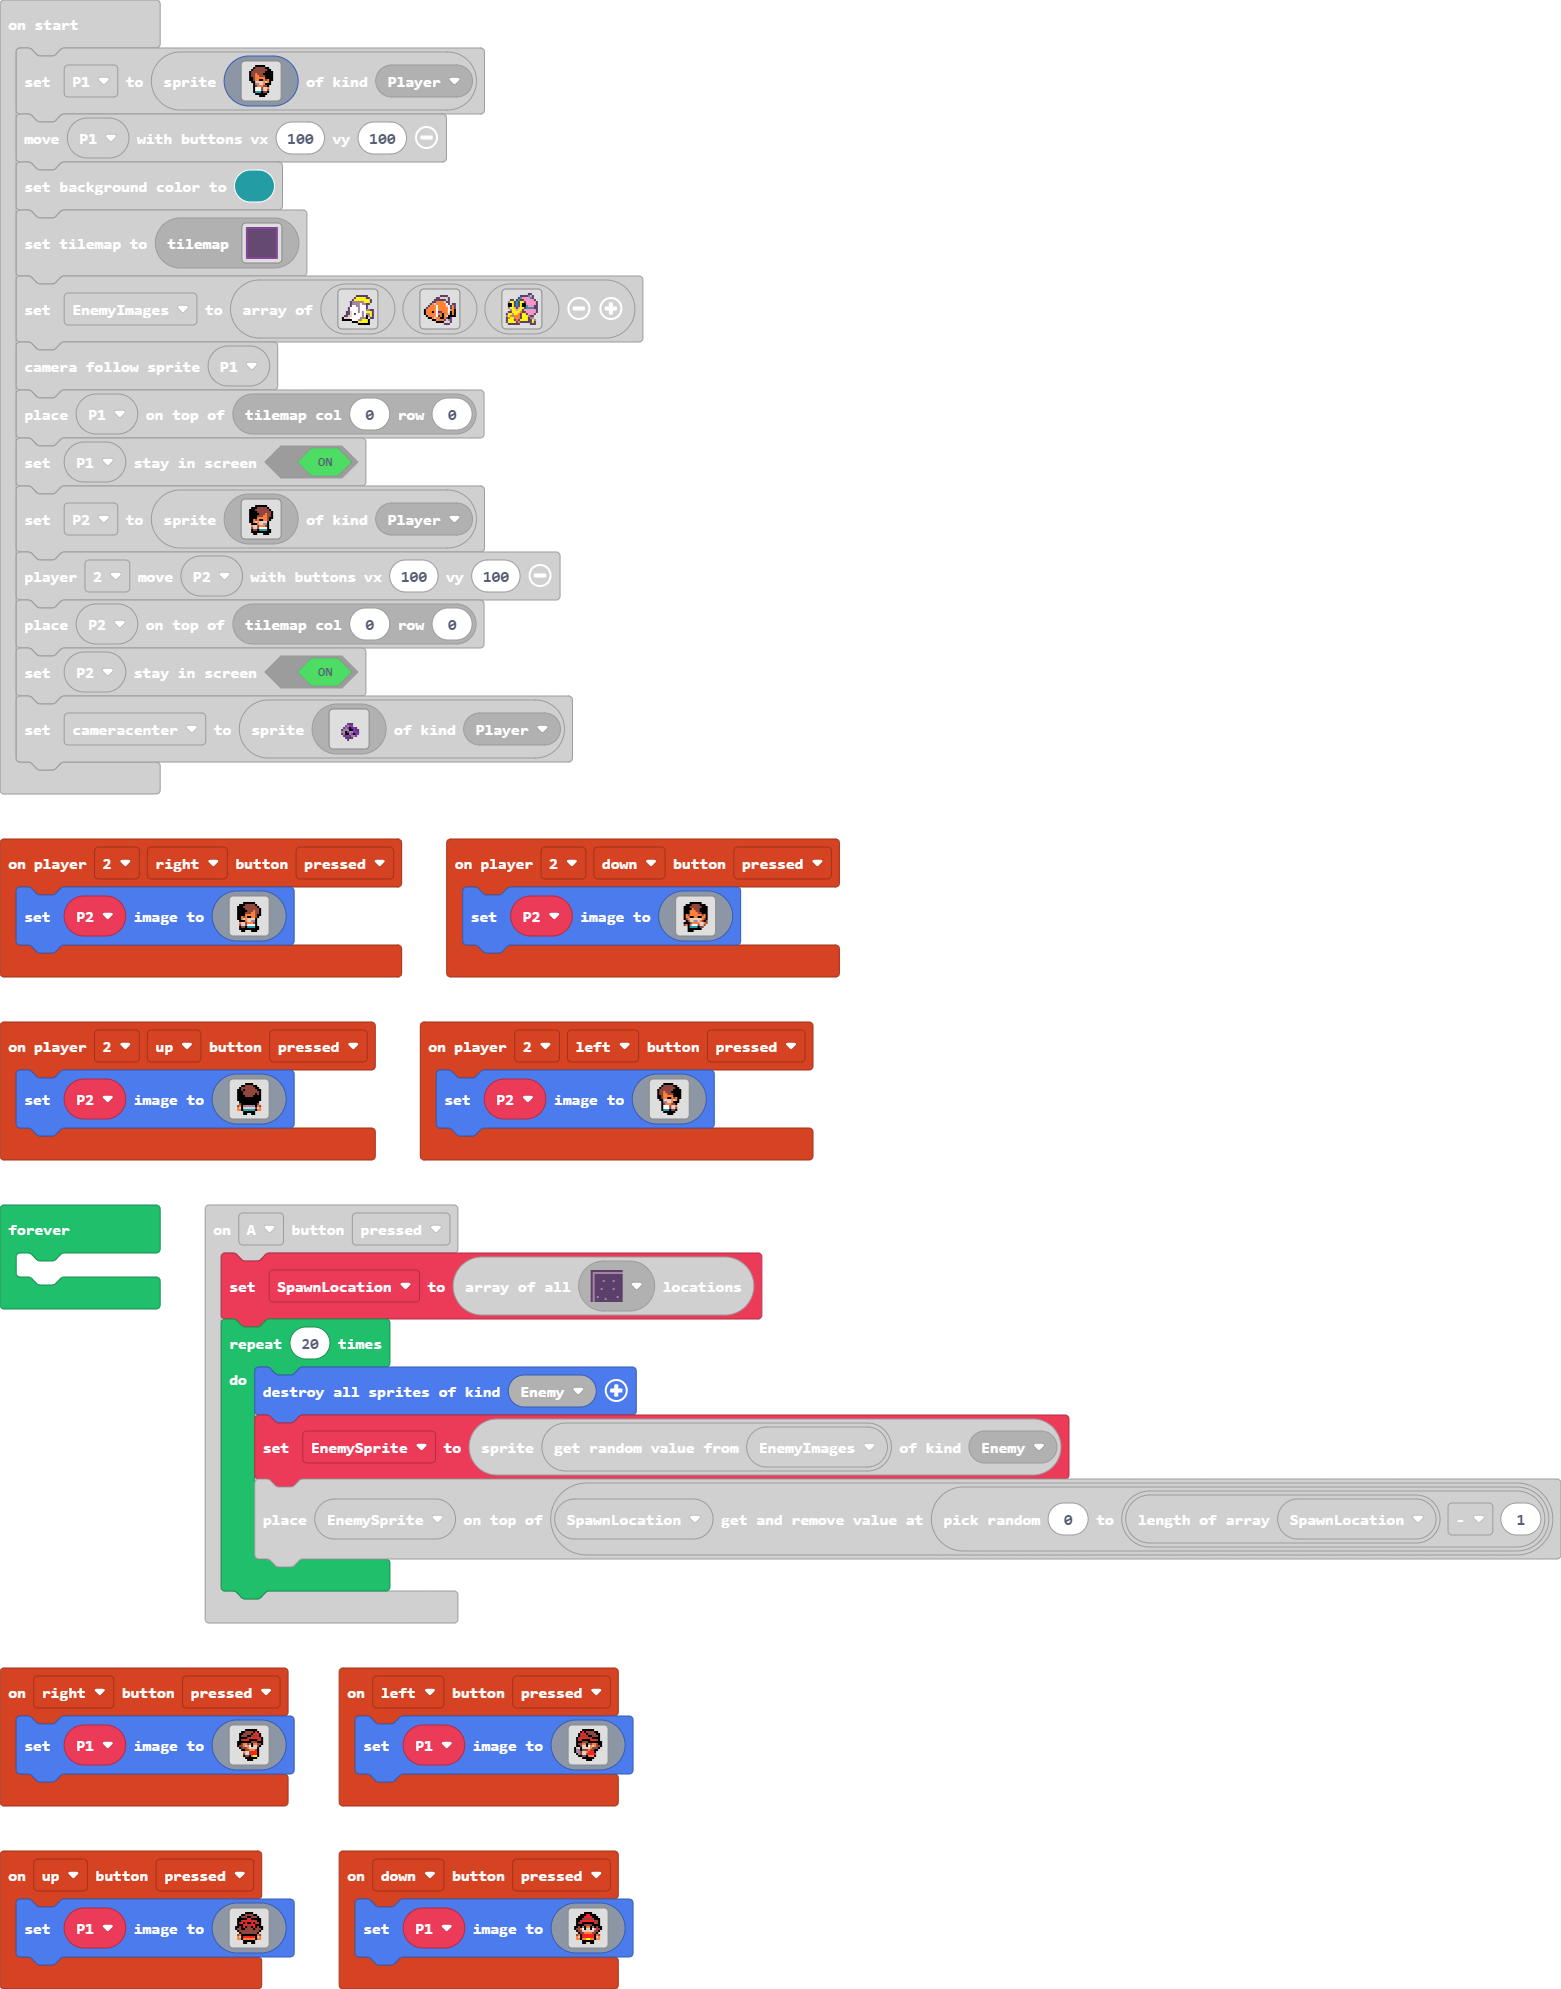 on start
set P1 to sprite of kind Player
move P1 with buttons vx 100 vy 100
set background color to
set tilemap to tilemap
set EnemyImages to array of
camera follow sprite P1
place P1 on top of tilemap col 0 row 0
set P1 stay in screen ON
set P2 to sprite of kind Player
player 2 move P2 with buttons vx 100 vy 100
place P2 on top of tilemap col 0 row 0
set P2 stay in screen ON
set cameracenter to sprite of kind Player
on player 2 right button pressed
set P2 image to
on player 2 down button pressed
set P2 image to
on player 2 up button pressed
set P2 image to
on player 2 left button pressed
set P2 image to
forever
on A button pressed
set SpawnLocation to array of all locations
repeat 20 times
do
destroy all sprites of kind Enemy
set EnemySprite to sprite get random value from EnemyImages of kind Enemy
place EnemySprite on top of SpawnLocation get and remove value at pick random 0 to length of array SpawnLocation - 1
on right button pressed
set P1 image to
on left button pressed
set P1 image to
on up button pressed
set P1 image to
on down button pressed
set P1 image to